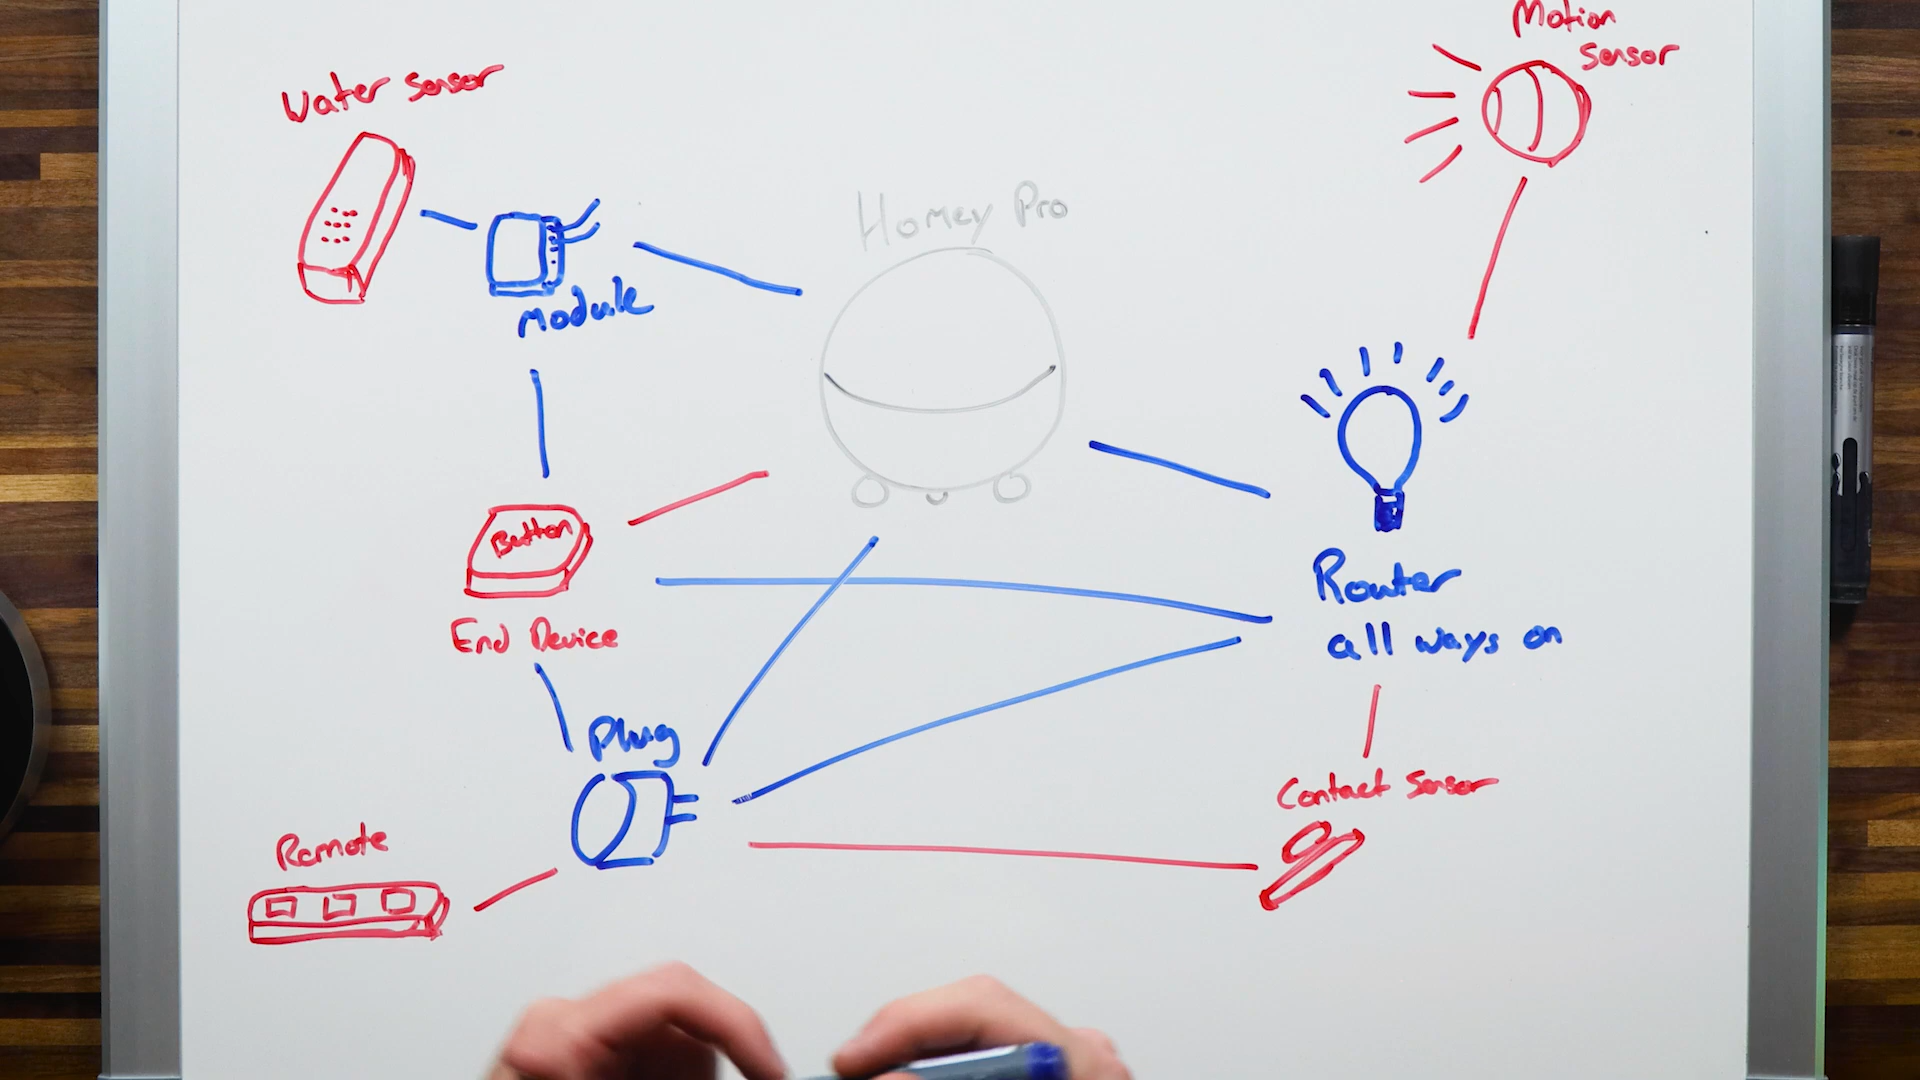 Motion
Sensor
Water sensor
Homey Pro
Module
Button
End Device
Router
all ways on
Plug
Contact Sensor
Remote